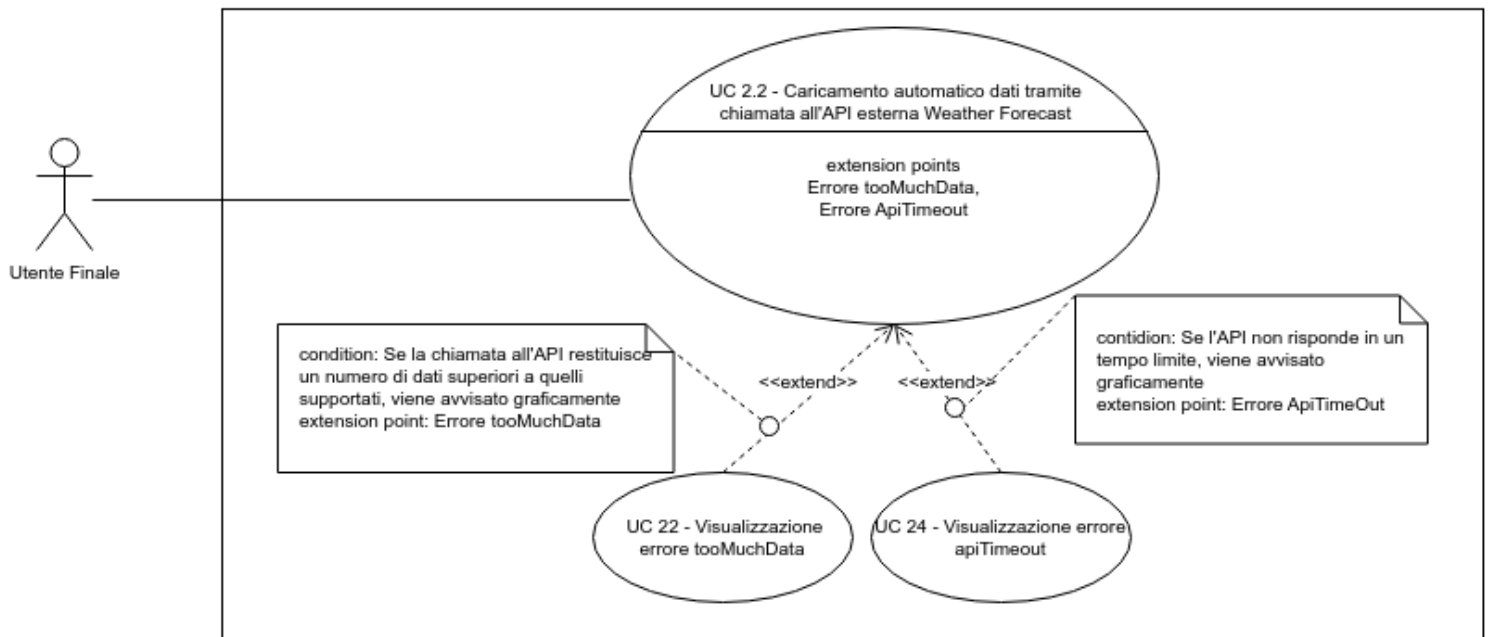 UC 2.2 - Caricamento automatico dati tramite
chiamata all'API esterna Weather Forecast
extension points
Errore tooMuchData,
Errore ApiTimeout
Utente Finale
condition: Se la chiamata all'API restituisce
un numero di dati superiori a quelli
supportati, viene avvisato graficamente
extension point: Errore tooMuchData
<<extend>>
<<extend>>
contidion: Se l'API non risponde in un
tempo limite, viene avvisato
graficamente
extension point: Errore ApiTimeOut
UC 22 - Visualizzazione
errore tooMuchData
UC 24 - Visualizzazione errore
apiTimeout